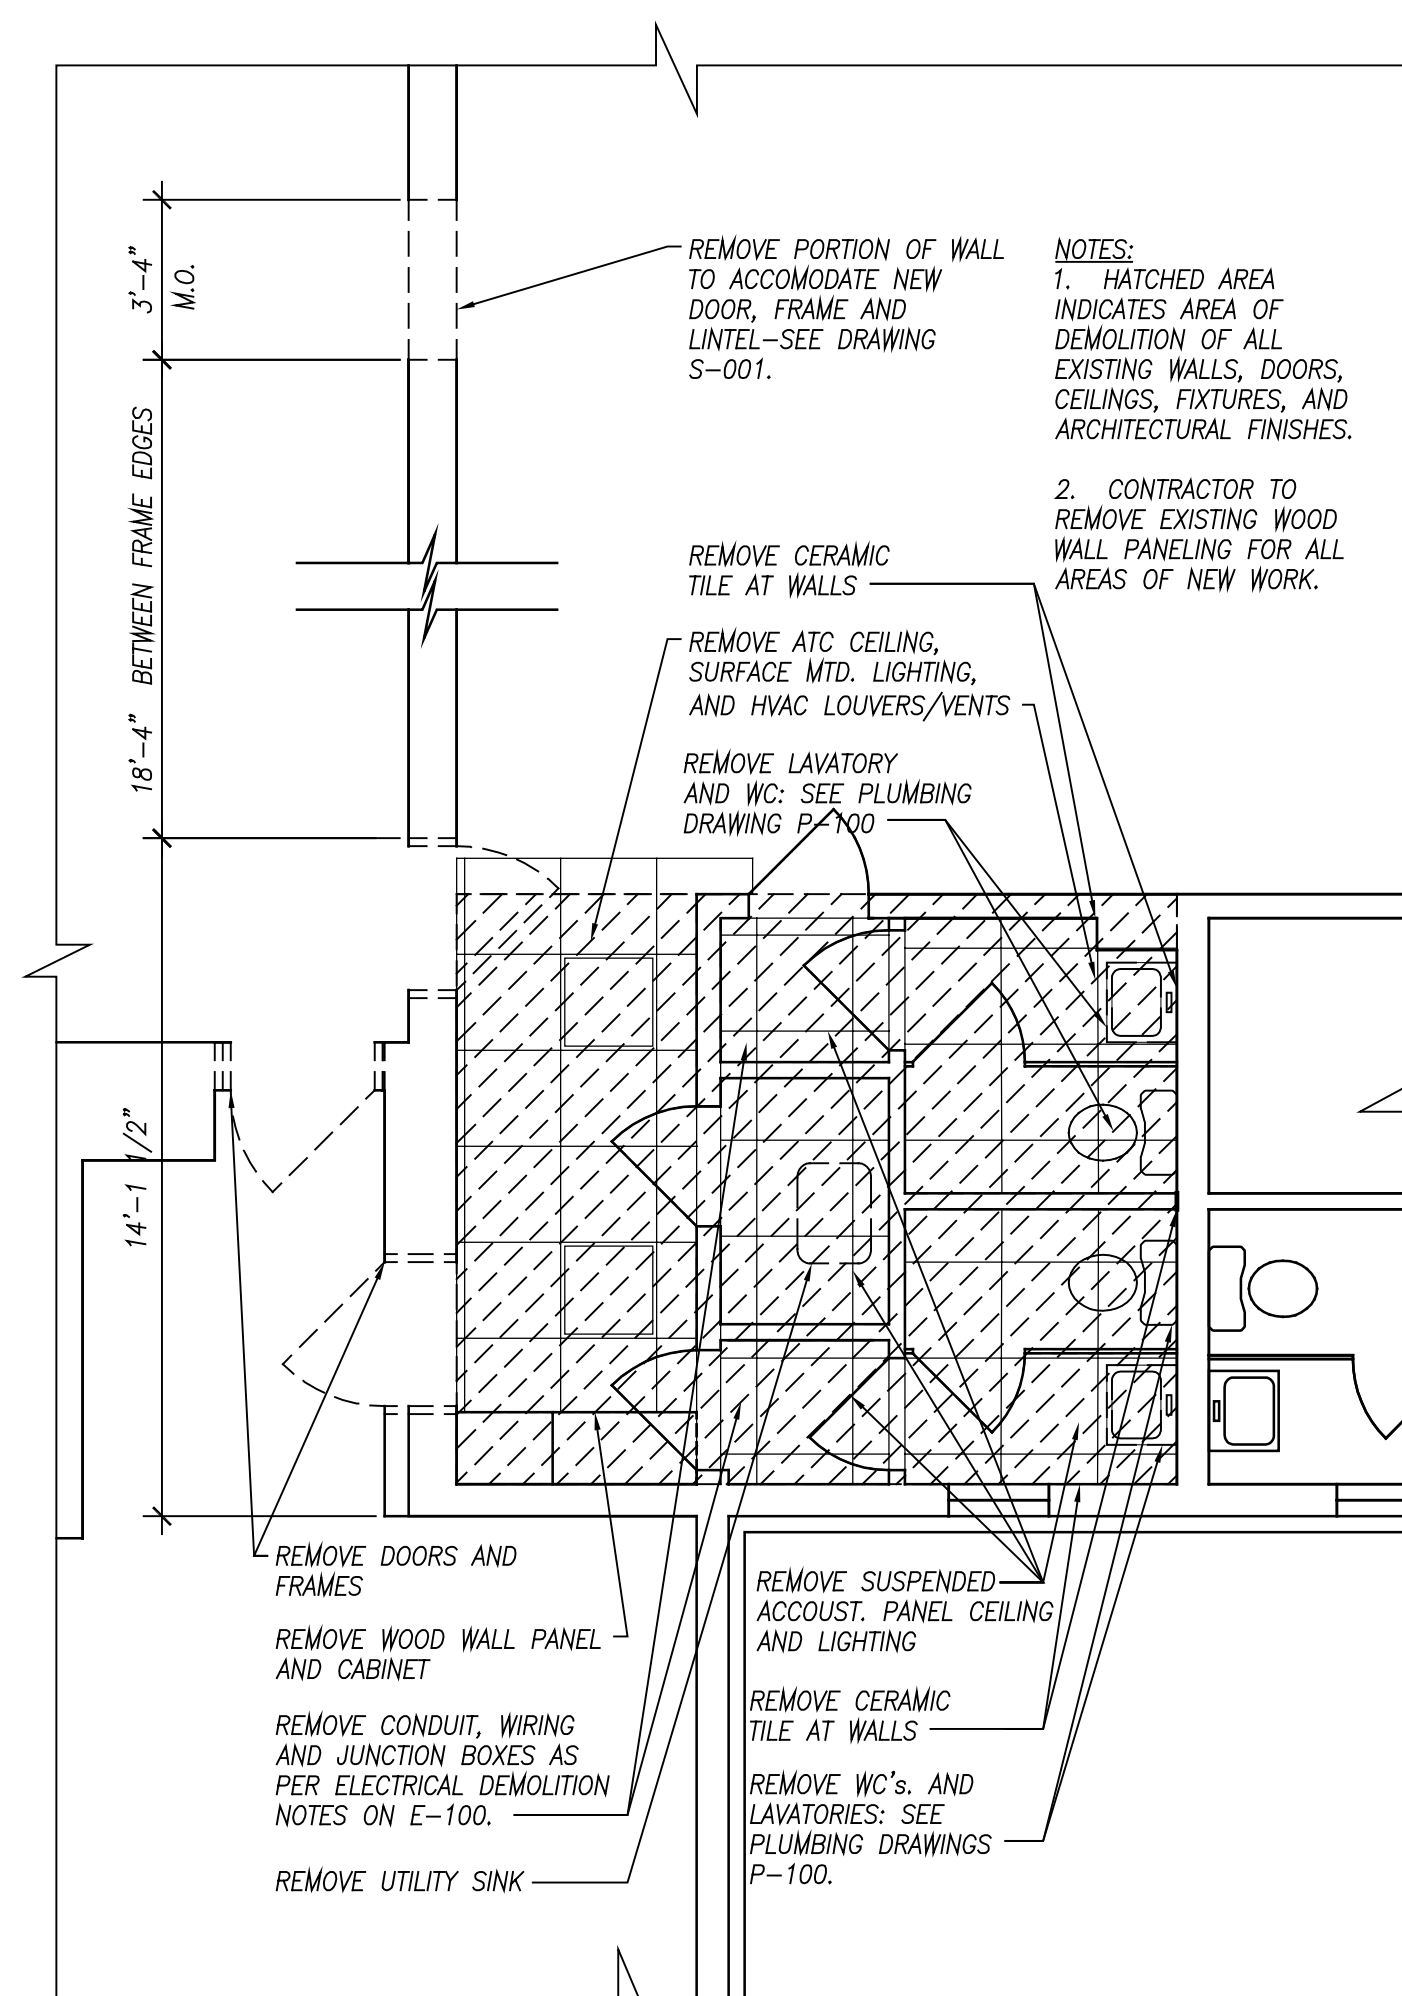 3'-4"
M.O.
18'-4" BETWEEN FRAME EDGES
14'-1 1/2"
REMOVE PORTION OF WALL
TO ACCOMODATE NEW
DOOR, FRAME AND
LINTEL-SEE DRAWING
S-001.
NOTES:
1. HATCHED AREA
INDICATES AREA OF
DEMOLITION OF ALL
EXISTING WALLS, DOORS,
CEILINGS, FIXTURES, AND
ARCHITECTURAL FINISHES.
2. CONTRACTOR TO
REMOVE EXISTING WOOD
WALL PANELING FOR ALL
AREAS OF NEW WORK.
REMOVE CERAMIC
TILE AT WALLS
REMOVE ATC CEILING,
SURFACE MTD. LIGHTING,
AND HVAC LOUVERS/VENTS
REMOVE LAVATORY
AND WC: SEE PLUMBING
DRAWING P-100
REMOVE DOORS AND
FRAMES
REMOVE WOOD WALL PANEL
AND CABINET
REMOVE CONDUIT, WIRING
AND JUNCTION BOXES AS
PER ELECTRICAL DEMOLITION
NOTES ON E-100.
REMOVE UTILITY SINK
REMOVE SUSPENDED
ACCOUST. PANEL CEILING
AND LIGHTING
REMOVE CERAMIC
TILE AT WALLS
REMOVE WC's. AND
LAVATORIES: SEE
PLUMBING DRAWINGS
P-100.